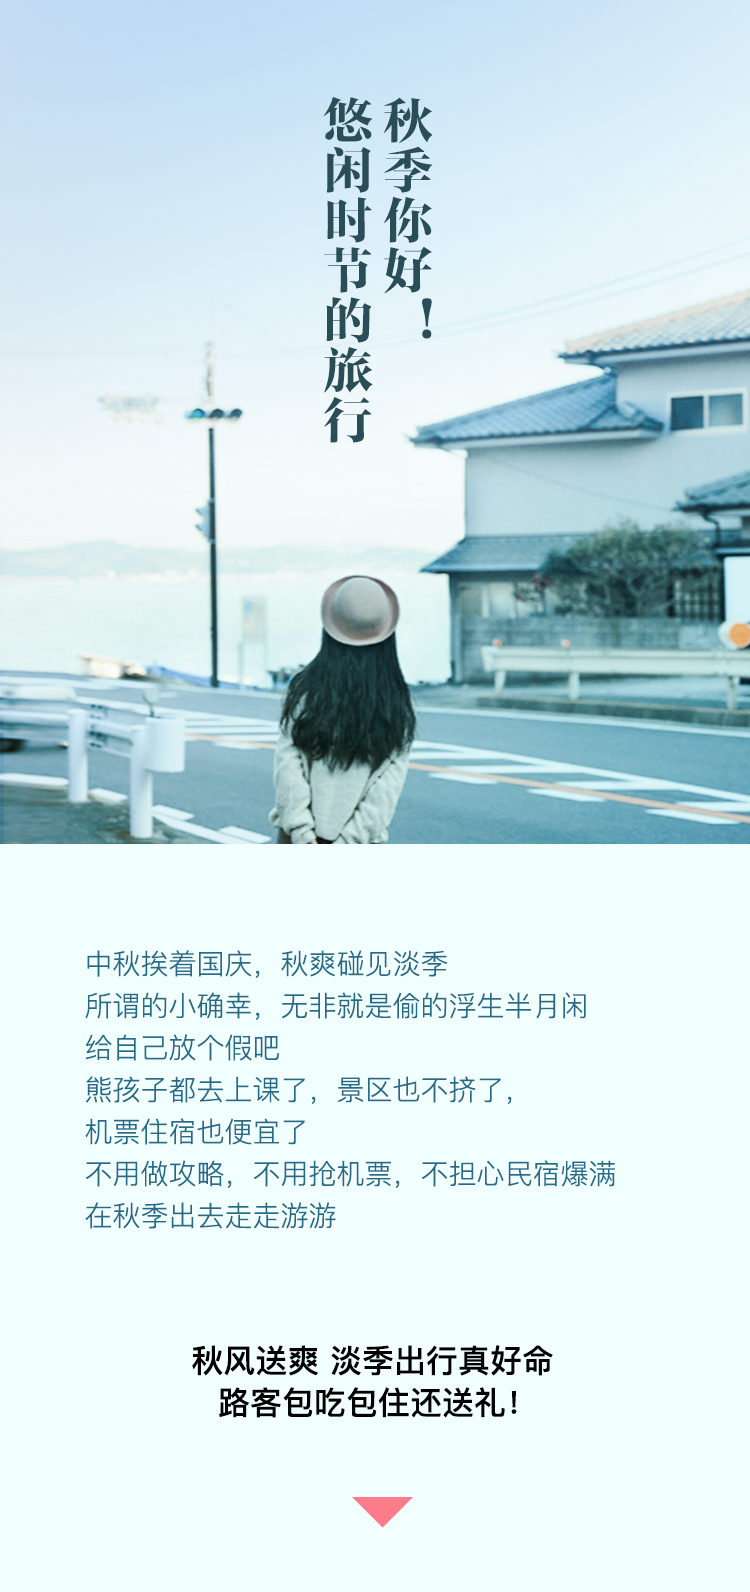 秋季你好！
悠闲时节的旅行
中秋挨着国庆，秋爽碰见淡季
所谓的小确幸，无非就是偷的浮生半月闲
给自己放个假吧
熊孩子都去上课了，景区也不挤了，
机票住宿也便宜了
不用做攻略，不用抢机票，不担心民宿爆满
在秋季出去走走游游
秋风送爽 淡季出行真好命
路客包吃包住还送礼！